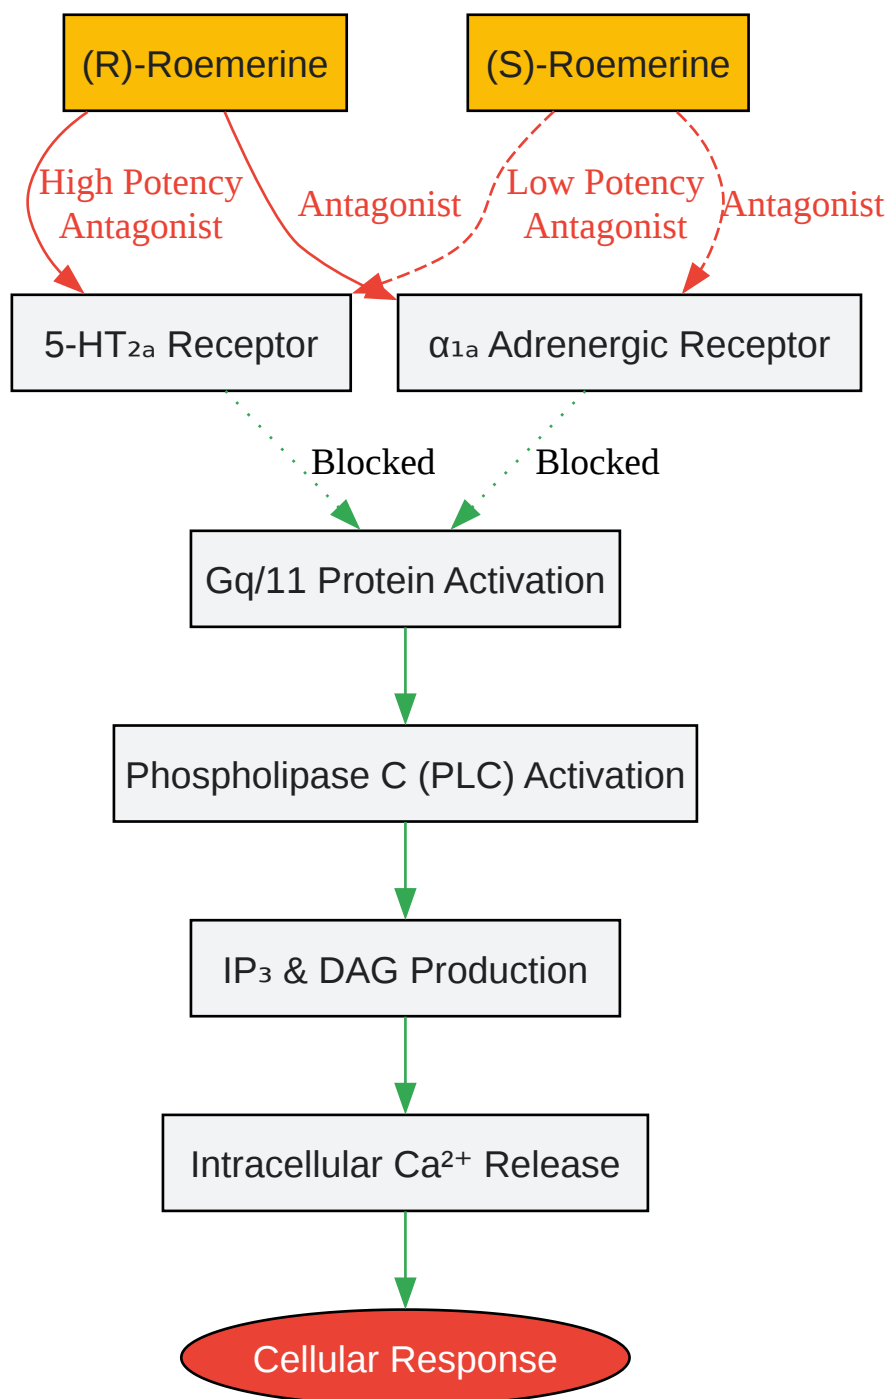 (R)-Roemerine
(S)-Roemerine
High Potency
Antagonist
Antagonist
Low Potency
Antagonist
Antagonist
5-HT₂ₐ Receptor
α₁ₐ Adrenergic Receptor
Blocked
Blocked
Gq/11 Protein Activation
Phospholipase C (PLC) Activation
IP₃ & DAG Production
Intracellular Ca²⁺ Release
Cellular Response